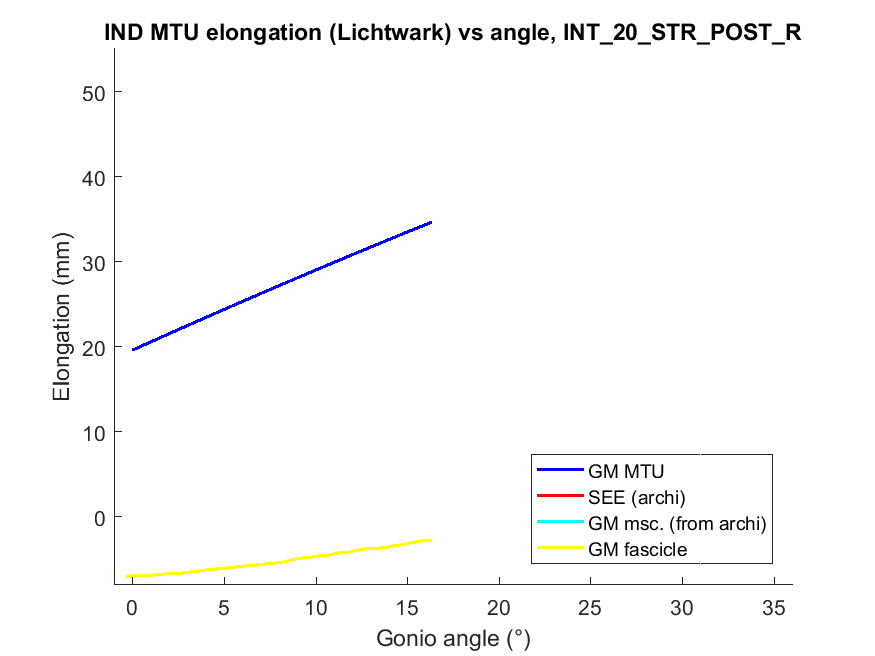 IND MTU elongation (Lichtwark) vs angle, INT_20_STR_POST_R
50
40
30
20
10
0
Elongation (mm)
GM MTU
SEE (archi)
GM msc. (from archi)
GM fascicle
0 5 10 15 20 25 30 35
Gonio angle (°)